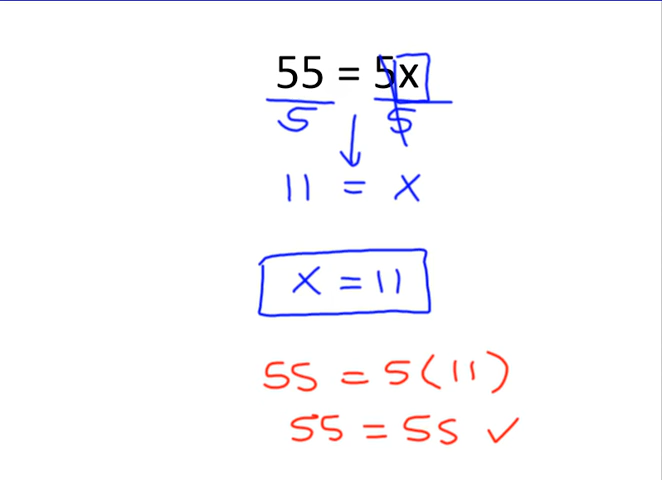 55 = 5x
5 5
11 = x
x = 11
55 = 5(11)
55 = 55 ✓